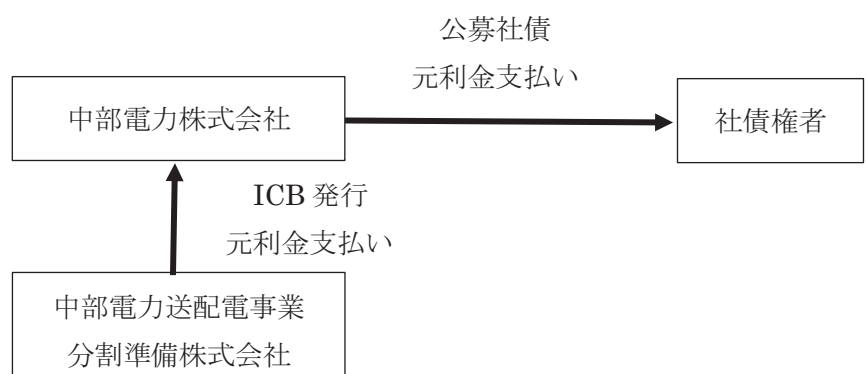 公募社債
元利金支払い
中部電力株式会社
社債権者
ICB 発行
元利金支払い
中部電力送配電事業
分割準備株式会社